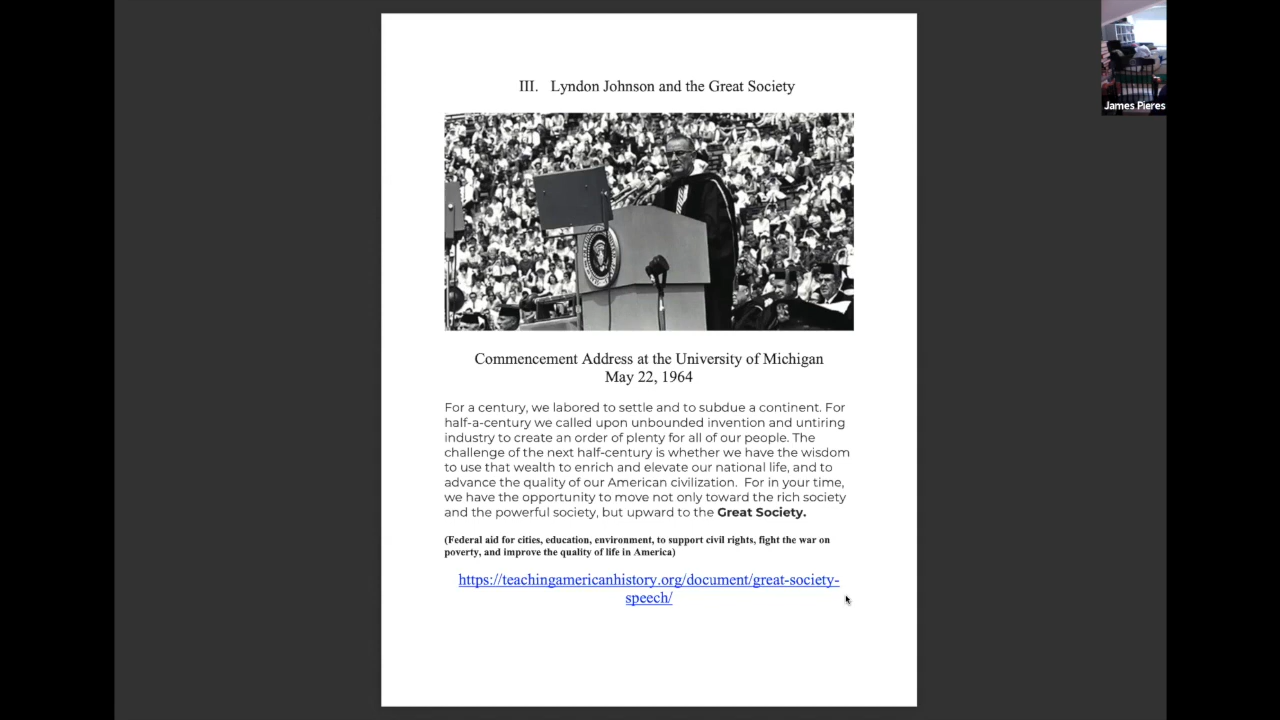 III. Lyndon Johnson and the Great Society
James Pieres
Commencement Address at the University of Michigan
May 22, 1964
For a century, we labored to settle and to subdue a continent. For
half-a-century we called upon unbounded invention and untiring
industry to create an order of plenty for all of our people. The
challenge of the next half-century is whether we have the wisdom
to use that wealth to enrich and elevate our national life, and to
advance the quality of our American civilization. For in your time,
we have the opportunity to move not only toward the rich society
and the powerful society, but upward to the Great Society.
(Federal aid for cities, education, environment, to support civil rights, fight the war on
poverty, and improve the quality of life in America)
https://teachingamericanhistory.org/document/great-society-
speech/